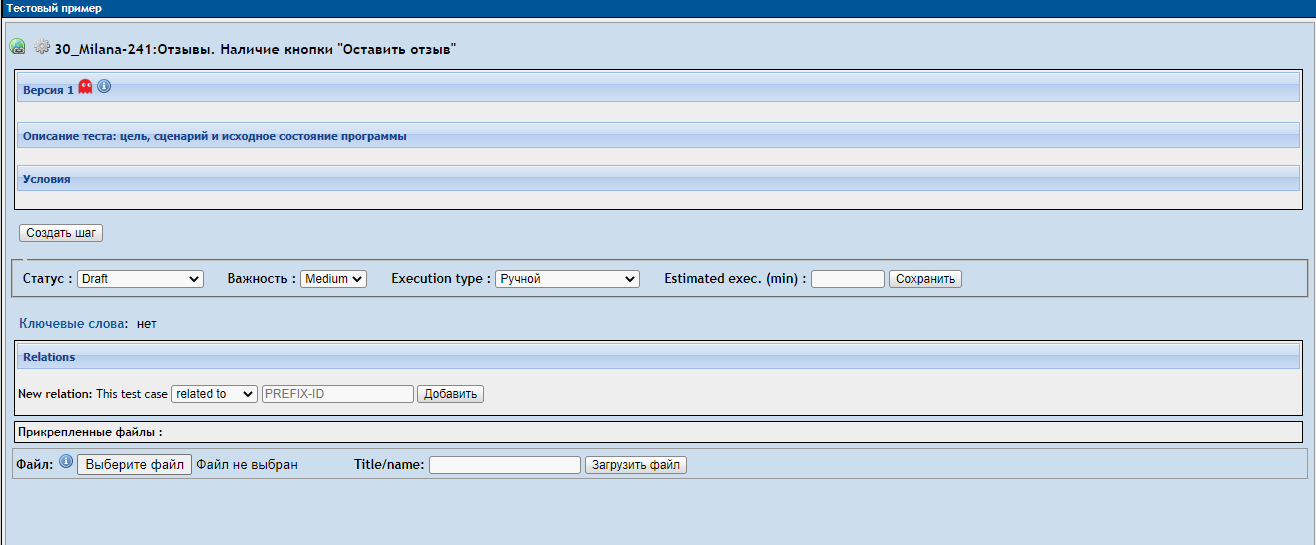 Тестовый пример
30_Milana-241:Отзывы. Наличие кнопки "Оставить отзыв"
Версия 1
Описание теста: цель, сценарий и исходное состояние программы
Условия
Создать шаг
Статус : Draft Важность : Medium Execution type : Ручной Estimated exec. (min) : Сохранить
Ключевые слова: нет
Relations
New relation: This test case related to PREFIX-ID Добавить
Прикрепленные файлы :
Файл: Выберите файл Файл не выбран Title/name: Загрузить файл